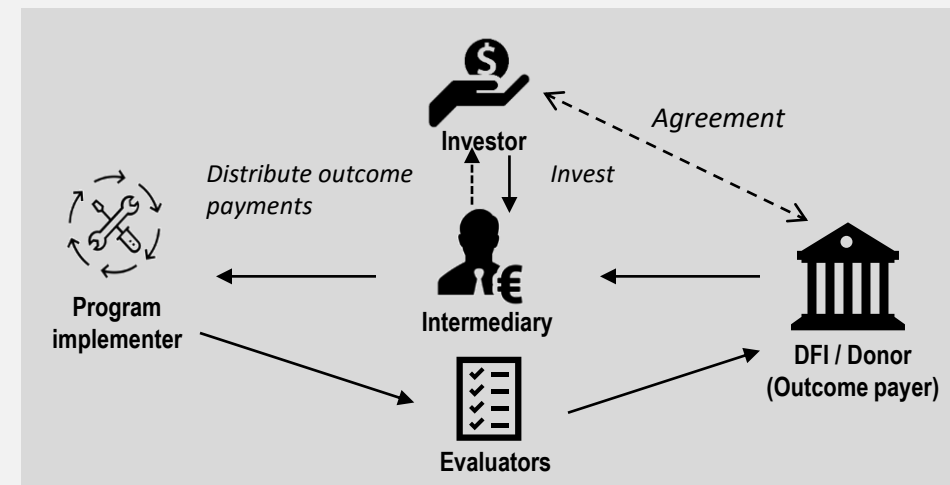 Agreement
Investor
Distribute outcome
payments
Invest
Program
implementer
Intermediary
DFI / Donor
(Outcome payer)
Evaluators
$
€